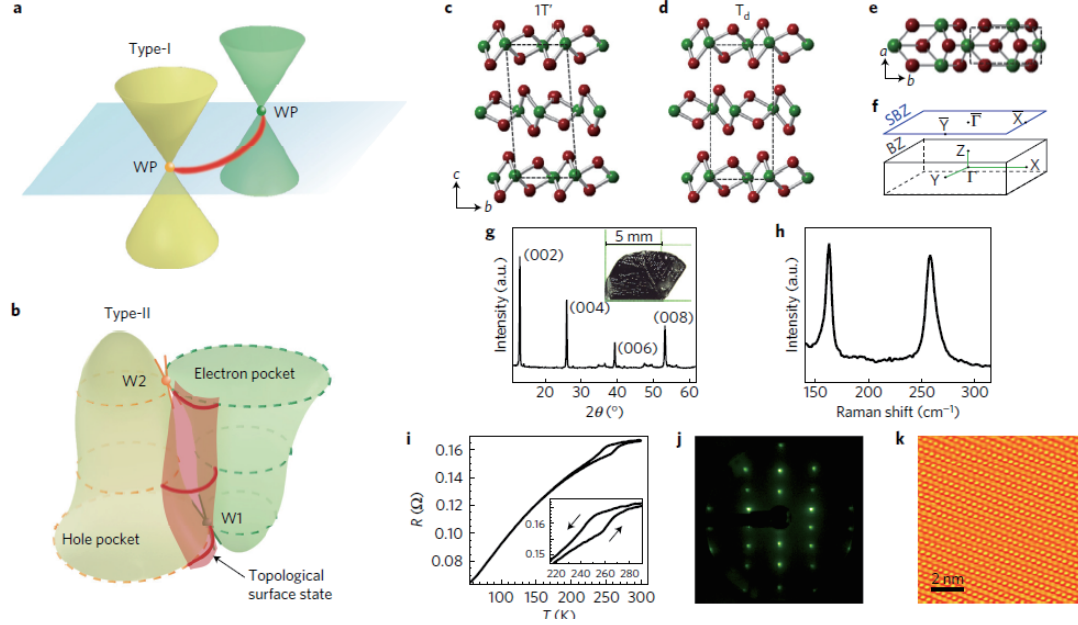 a
Type-I
WP
WP
b
Type-II
W2
Electron pocket
W1
Hole pocket
Topological
surface state
c
1T′
c
b
d
T_d
e
a
b
f
SBZ
Y̅
Γ̅
X̅
BZ
Z
X
Y
Γ
g
5 mm
(002)
(004)
(006)
(008)
Intensity (a.u.)
10 20 30 40 50 60
2θ (°)
h
Intensity (a.u.)
150 200 250 300
Raman shift (cm⁻¹)
i
R (Ω)
0.16
0.14
0.12
0.10
0.08
0.16
0.15
220 240 260 280
100 150 200 250 300
T (K)
j
k
2 nm